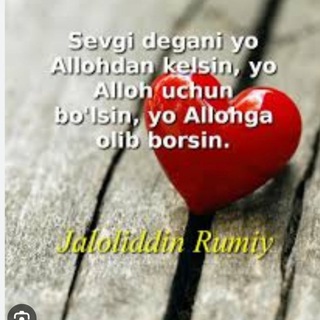 Sevgi degani yo
Allohdan kelsin, yo
Alloh uchun
bo'lsin, yo Allohga
olib borsin.
Jaloliddin Rumiy